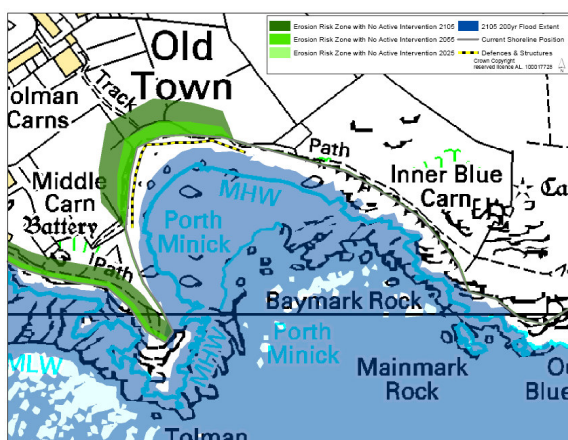 Erosion Risk Zone with No Active Intervention 2105
Erosion Risk Zone with No Active Intervention 2055
Erosion Risk Zone with No Active Intervention 2025
2105 200yr Flood Extent
Current Shoreline Position
Defences & Structures
Crown Copyright
reserved licence AL. 100017728
Old
Town
Track
olman
Carns
Path
Inner Blue
Carn
Ca
Middle
Carn
Battery
MHW
Porth
Minick
Path
Baymark Rock
Porth
Minick
MHW
Mainmark
Rock
MLW
Ou
Blue
Tolman